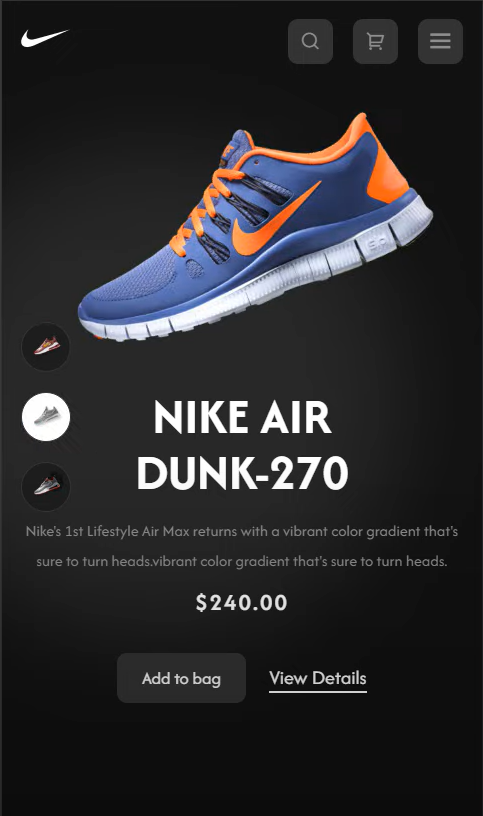 NIKE AIR
DUNK-270
Nike's 1st Lifestyle Air Max returns with a vibrant color gradient that's
sure to turn heads.vibrant color gradient that's sure to turn heads.
$240.00
Add to bag
View Details